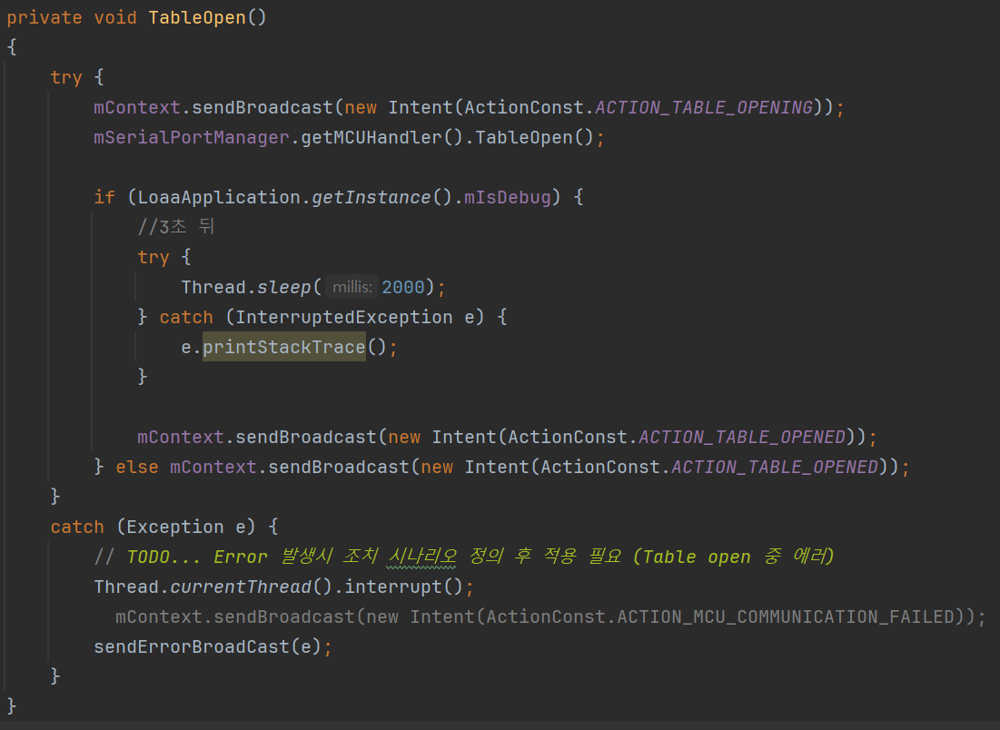 private void TableOpen()
{
try {
mContext.sendBroadcast(new Intent(ActionConst.ACTION_TABLE_OPENING));
mSerialPortManager.getMCUHandler().TableOpen();
if (LoaaApplication.getInstance().mIsDebug) {
//3초 뒤
try {
Thread.sleep( millis: 2000);
} catch (InterruptedException e) {
e.printStackTrace();
}
mContext.sendBroadcast(new Intent(ActionConst.ACTION_TABLE_OPENED));
} else mContext.sendBroadcast(new Intent(ActionConst.ACTION_TABLE_OPENED));
}
catch (Exception e) {
// TODO... Error 발생시 조치 시나리오 정의 후 적용 필요 (Table open 중 에러)
Thread.currentThread().interrupt();
mContext.sendBroadcast(new Intent(ActionConst.ACTION_MCU_COMMUNICATION_FAILED));
sendErrorBroadCast(e);
}
}